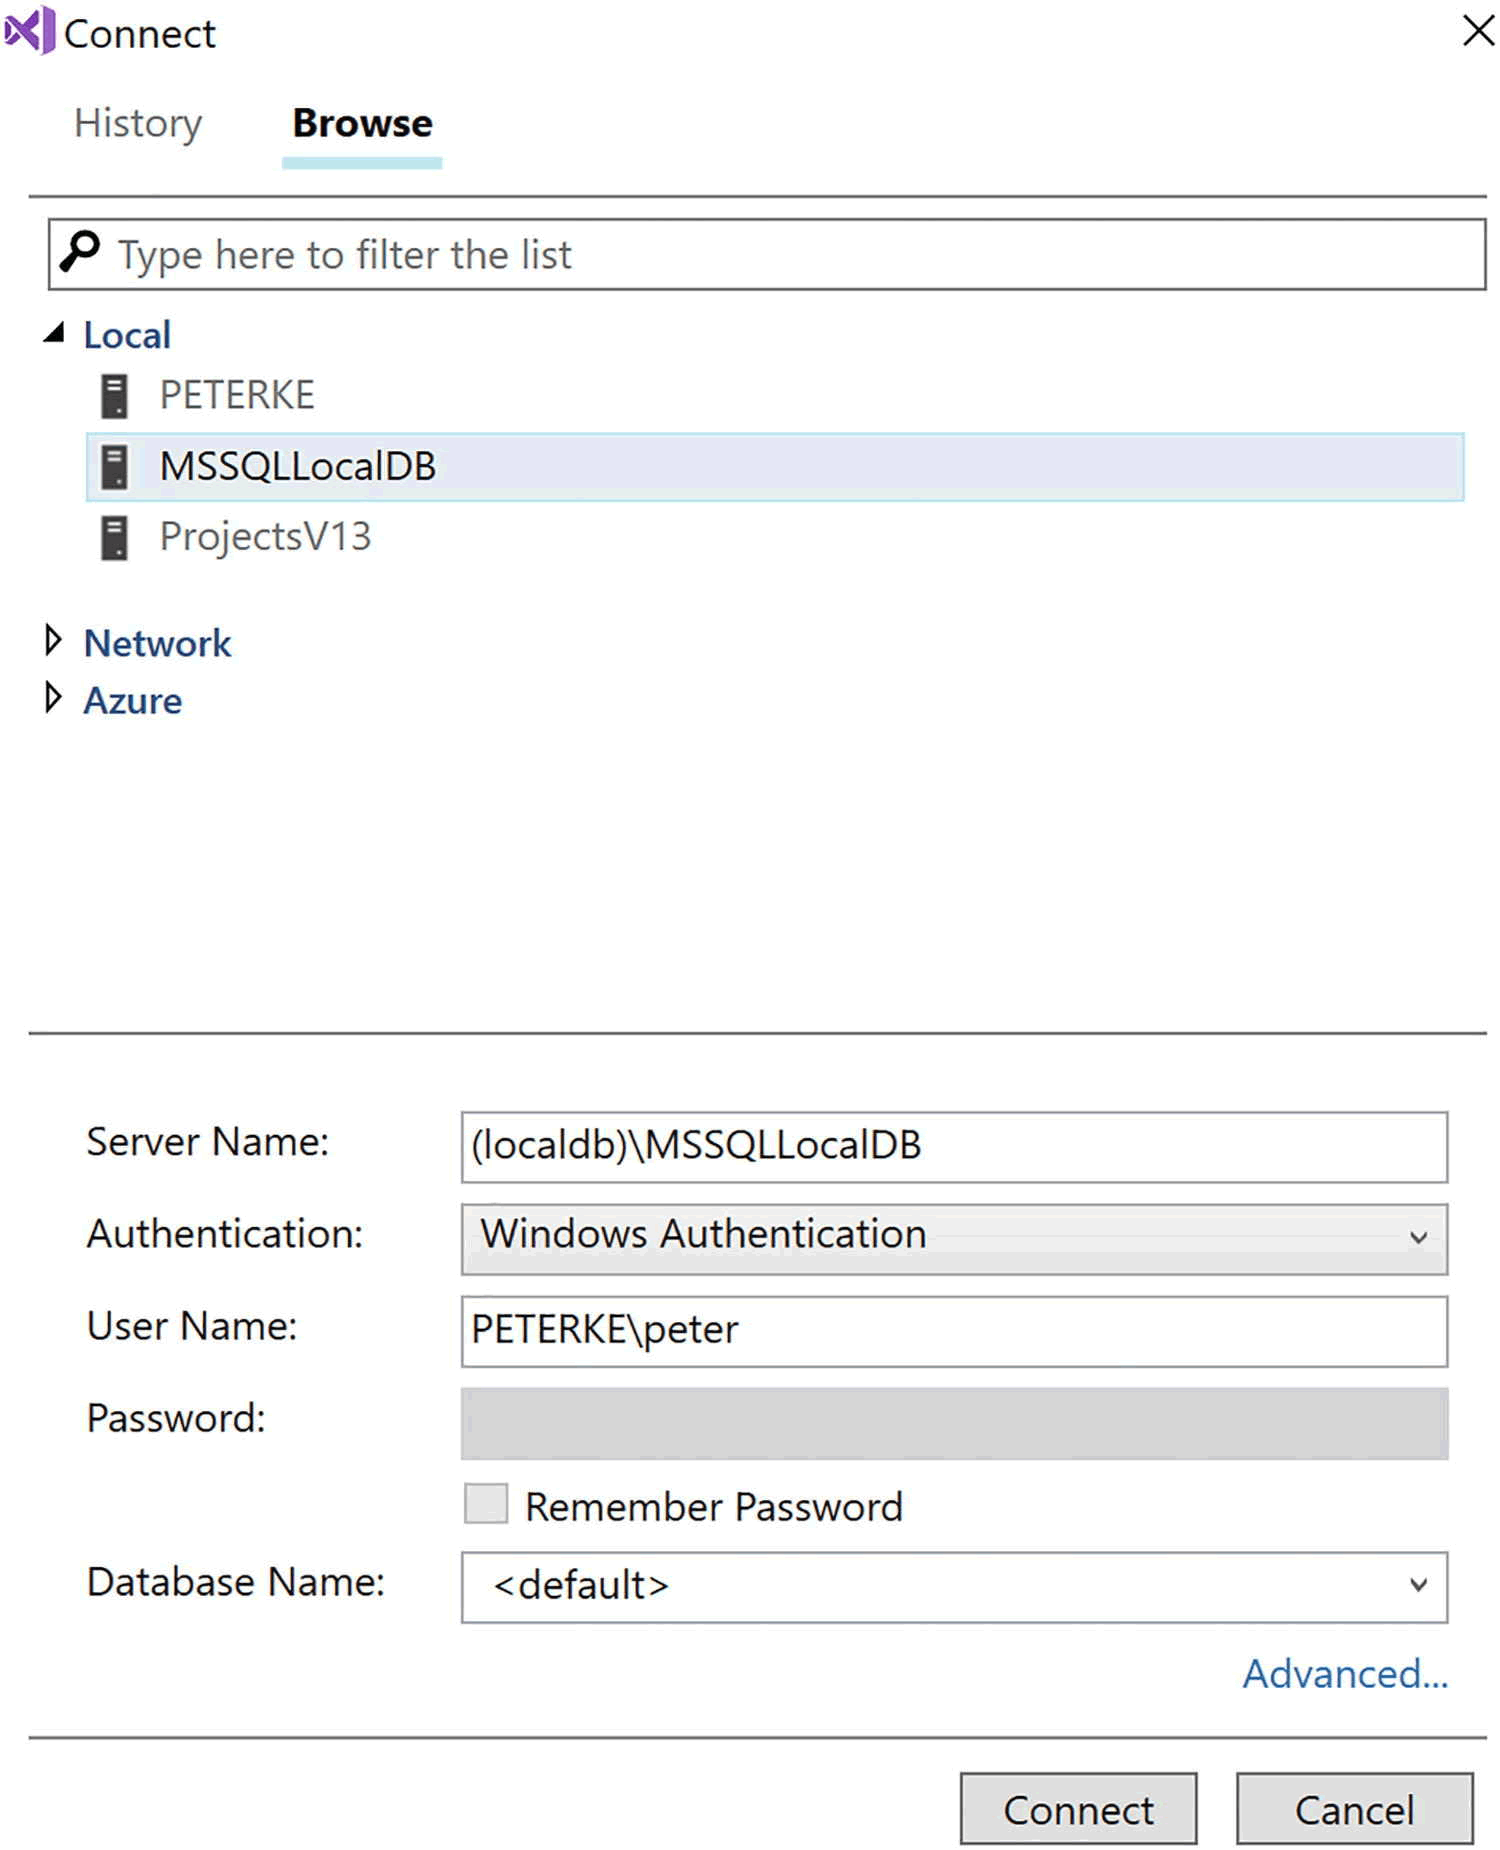 Connect
History Browse
Type here to filter the list
Local
PETERKE
MSSQLLocalDB
ProjectsV13
Network
Azure
Server Name: (localdb)\MSSQLLocalDB
Authentication: Windows Authentication
User Name: PETERKE\peter
Password:
Remember Password
Database Name: <default>
Advanced...
Connect Cancel